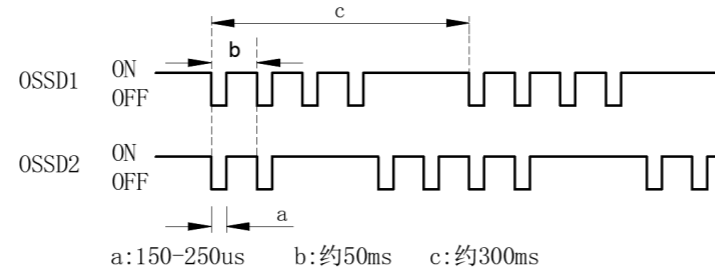 c
b
OSSD1 ON
OFF
OSSD2 ON
OFF
a
a:150-250us b:约50ms c:约300ms